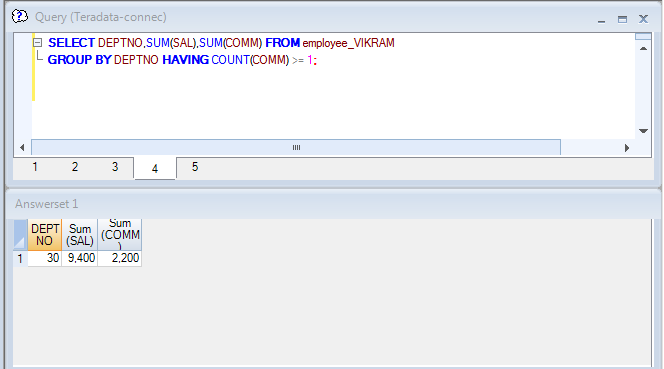 Query (Teradata-connec)
SELECT DEPTNO,SUM(SAL),SUM(COMM) FROM employee_VIKRAM
GROUP BY DEPTNO HAVING COUNT(COMM) >= 1;
1 2 3 4 5
Answerset 1
DEPT NO Sum (SAL) Sum (COMM )
1 30 9,400 2,200